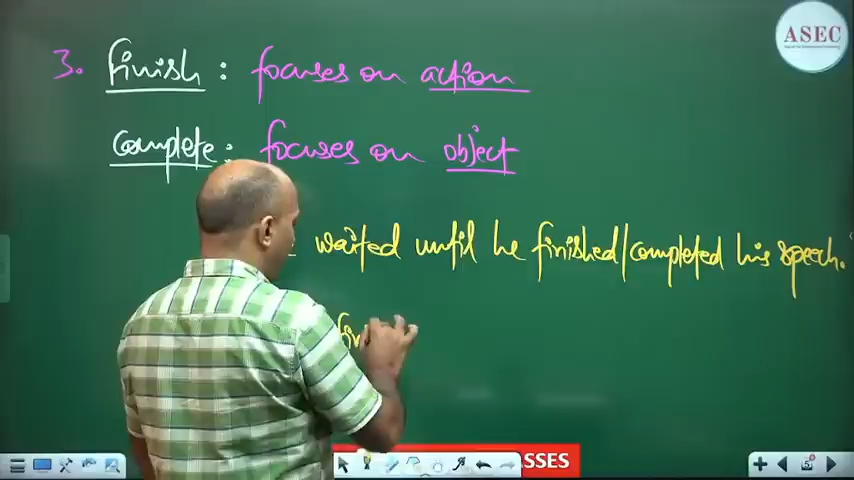 ASEC
3. finish : focuses on action
complete : focuses on object
waited until he finished/completed his speech.
SSES